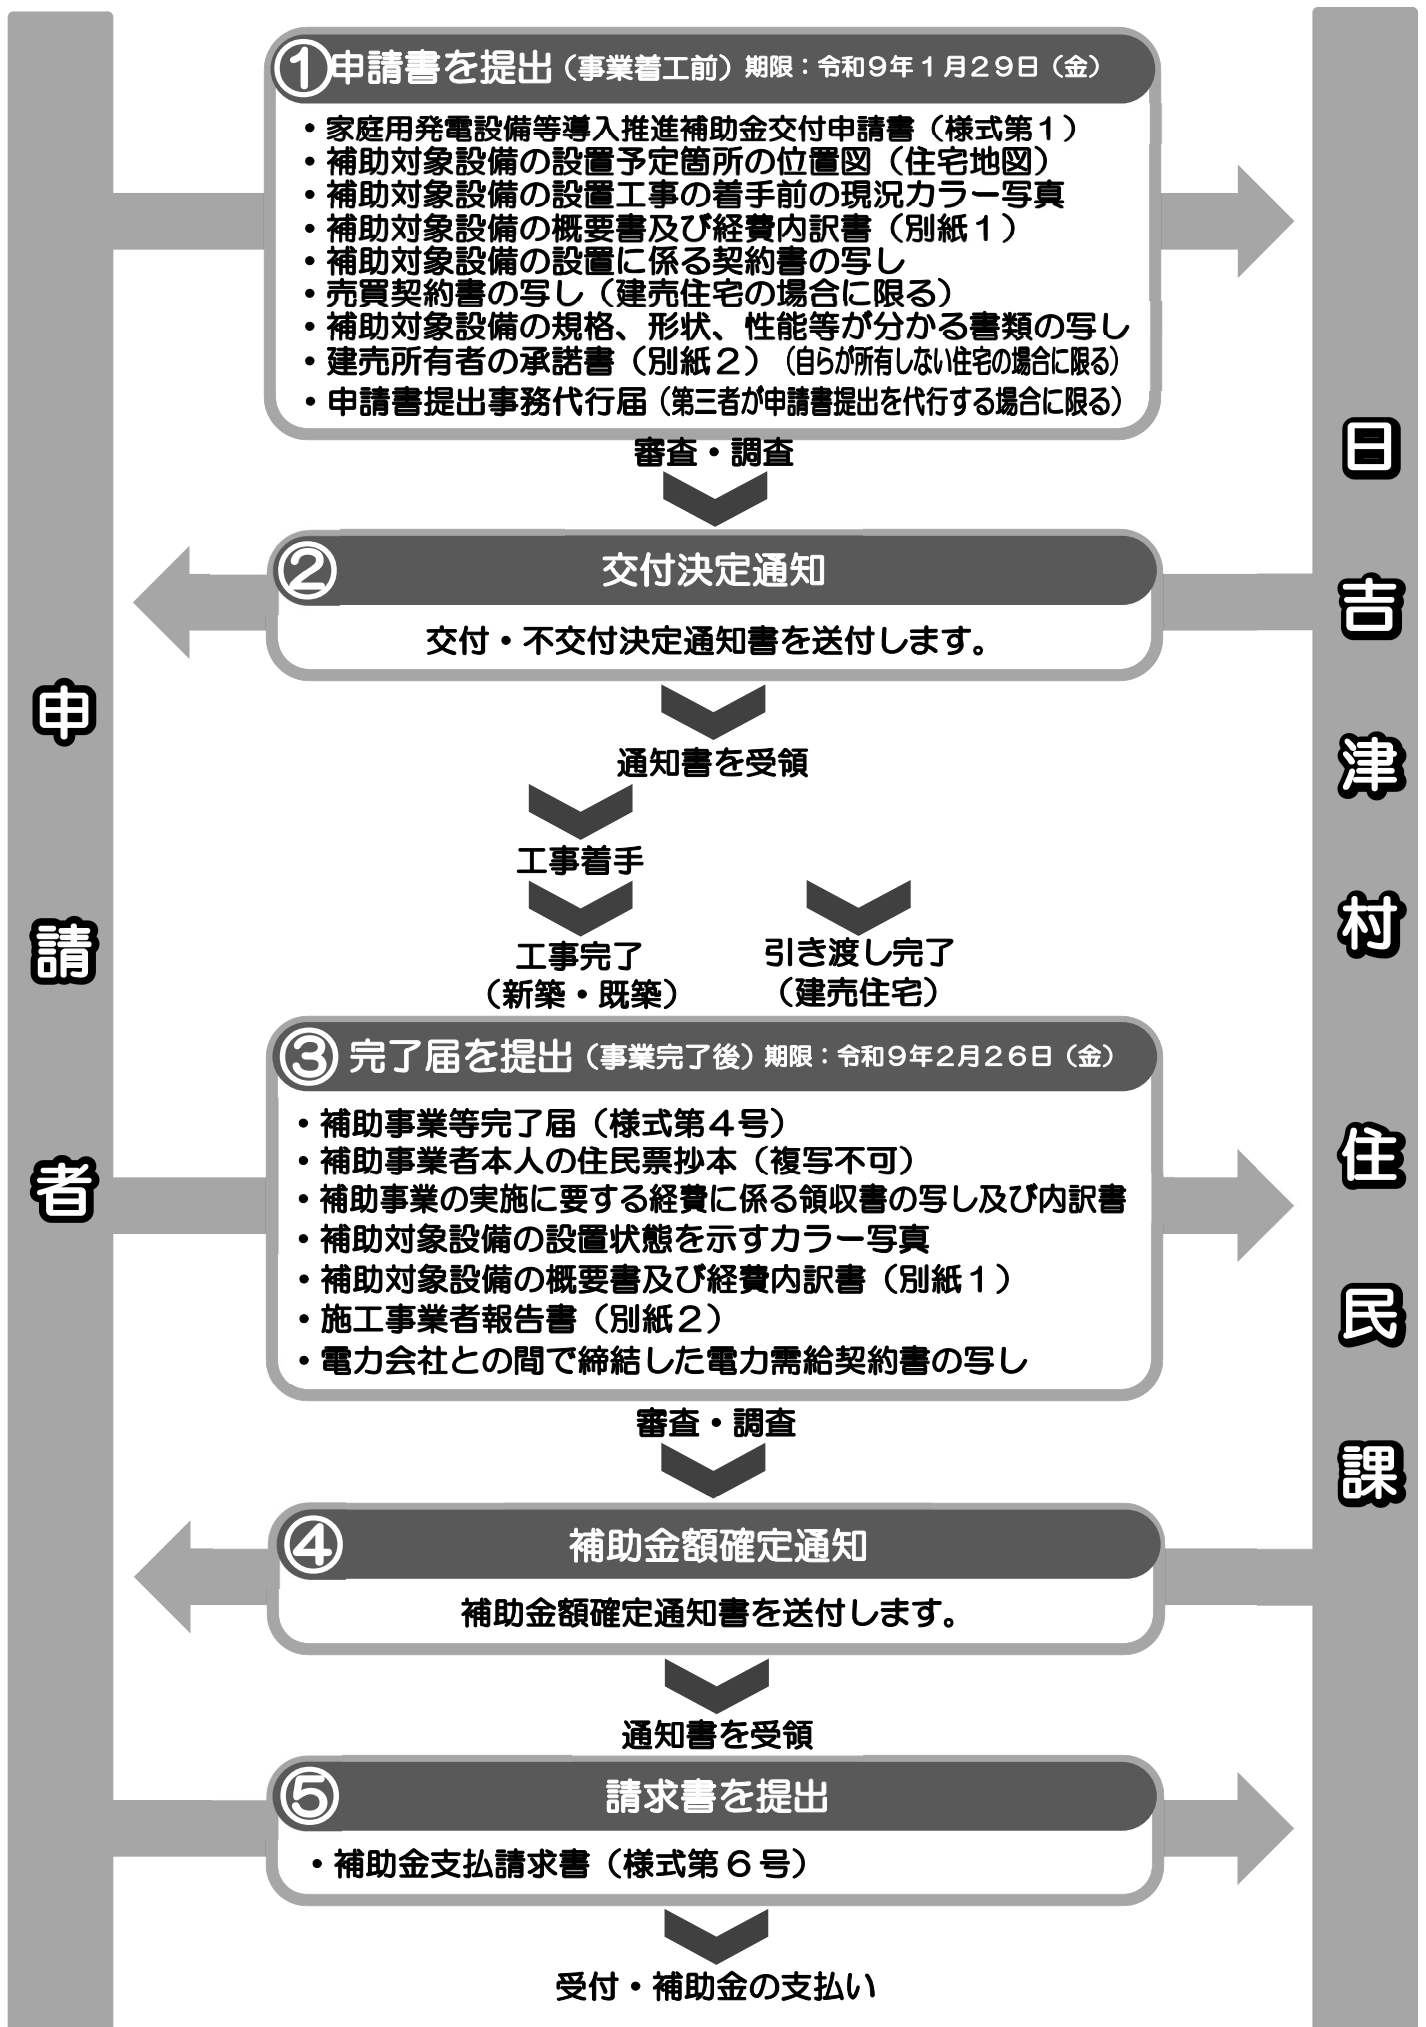 申請者
日吉津村住民課
①申請書を提出（事業着工前）期限：令和９年１月２９日（金）
・家庭用発電設備等導入推進補助金交付申請書（様式第１）
・補助対象設備の設置予定箇所の位置図（住宅地図）
・補助対象設備の設置工事の着手前の現況カラー写真
・補助対象設備の概要書及び経費内訳書（別紙１）
・補助対象設備の設置に係る契約書の写し
・売買契約書の写し（建売住宅の場合に限る）
・補助対象設備の規格、形状、性能等が分かる書類の写し
・建売所有者の承諾書（別紙２）（自らが所有しない住宅の場合に限る）
・申請書提出事務代行届（第三者が申請書提出を代行する場合に限る）
審査・調査
② 交付決定通知
交付・不交付決定通知書を送付します。
通知書を受領
工事着手
工事完了
（新築・既築）
引き渡し完了
（建売住宅）
③ 完了届を提出（事業完了後）期限：令和９年２月２６日（金）
・補助事業等完了届（様式第４号）
・補助事業者本人の住民票抄本（複写不可）
・補助事業の実施に要する経費に係る領収書の写し及び内訳書
・補助対象設備の設置状態を示すカラー写真
・補助対象設備の概要書及び経費内訳書（別紙１）
・施工事業者報告書（別紙２）
・電力会社との間で締結した電力需給契約書の写し
審査・調査
④ 補助金額確定通知
補助金額確定通知書を送付します。
通知書を受領
⑤ 請求書を提出
・補助金支払請求書（様式第６号）
受付・補助金の支払い